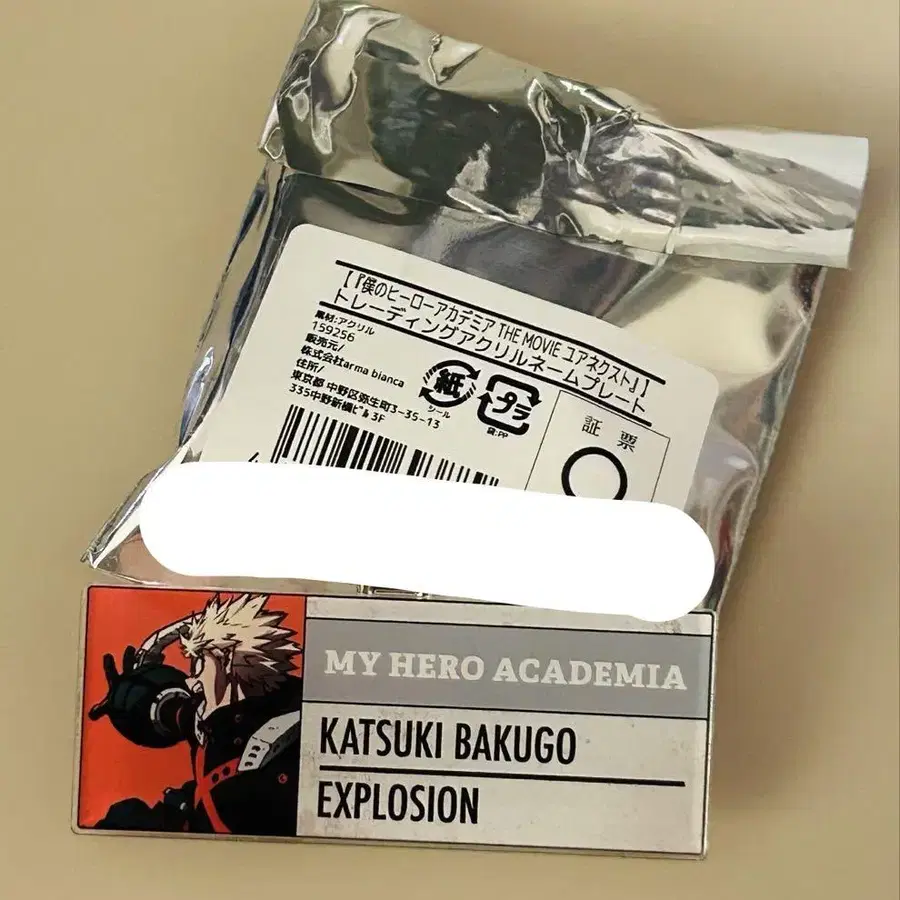 【『僕のヒーローアカデミア THE MOVIE ユアネクスト』】
トレーディングアクリルネームプレート
素材:アクリル
159256
販売元/
株式会社arma bianca
住所/
東京都 中野区弥生町3-35-13
335中野新橋ビル3F
紙
シール
プラ
袋:PP
証票
MY HERO ACADEMIA
KATSUKI BAKUGO
EXPLOSION